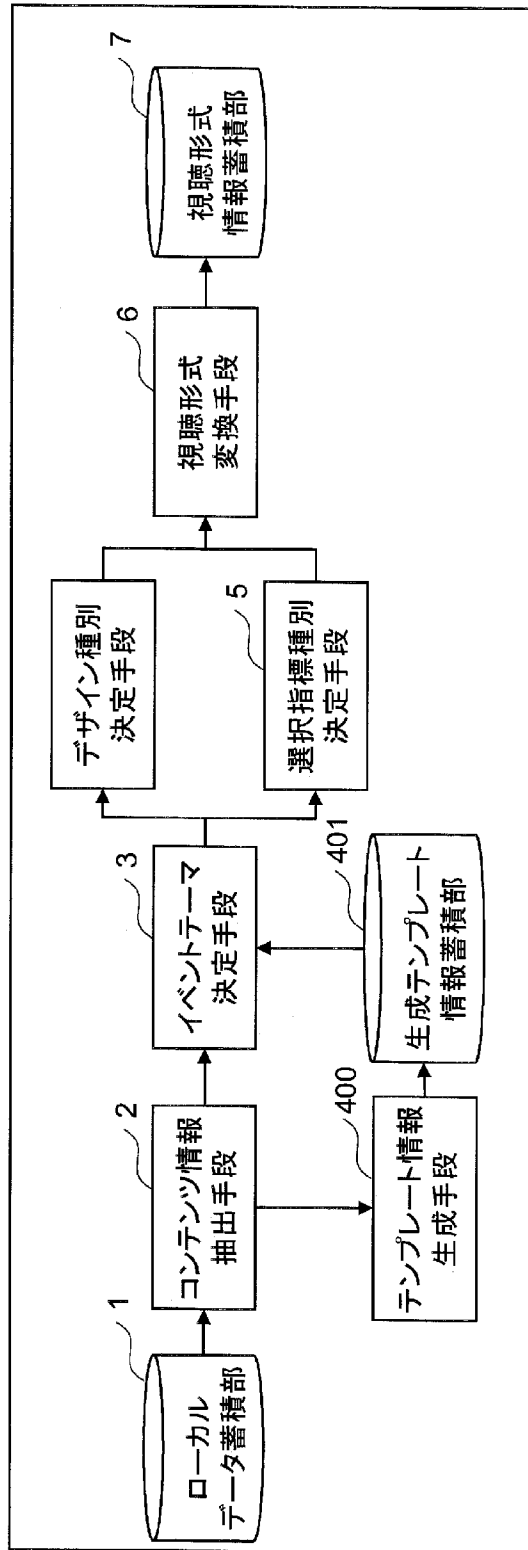 1
ローカル
データ蓄積部
2
コンテンツ情報
抽出手段
3
イベントテーマ
決定手段
デザイン種別
決定手段
5
選択指標種別
決定手段
6
視聴形式
変換手段
7
視聴形式
情報蓄積部
400
テンプレート情報
生成手段
401
生成テンプレート
情報蓄積部